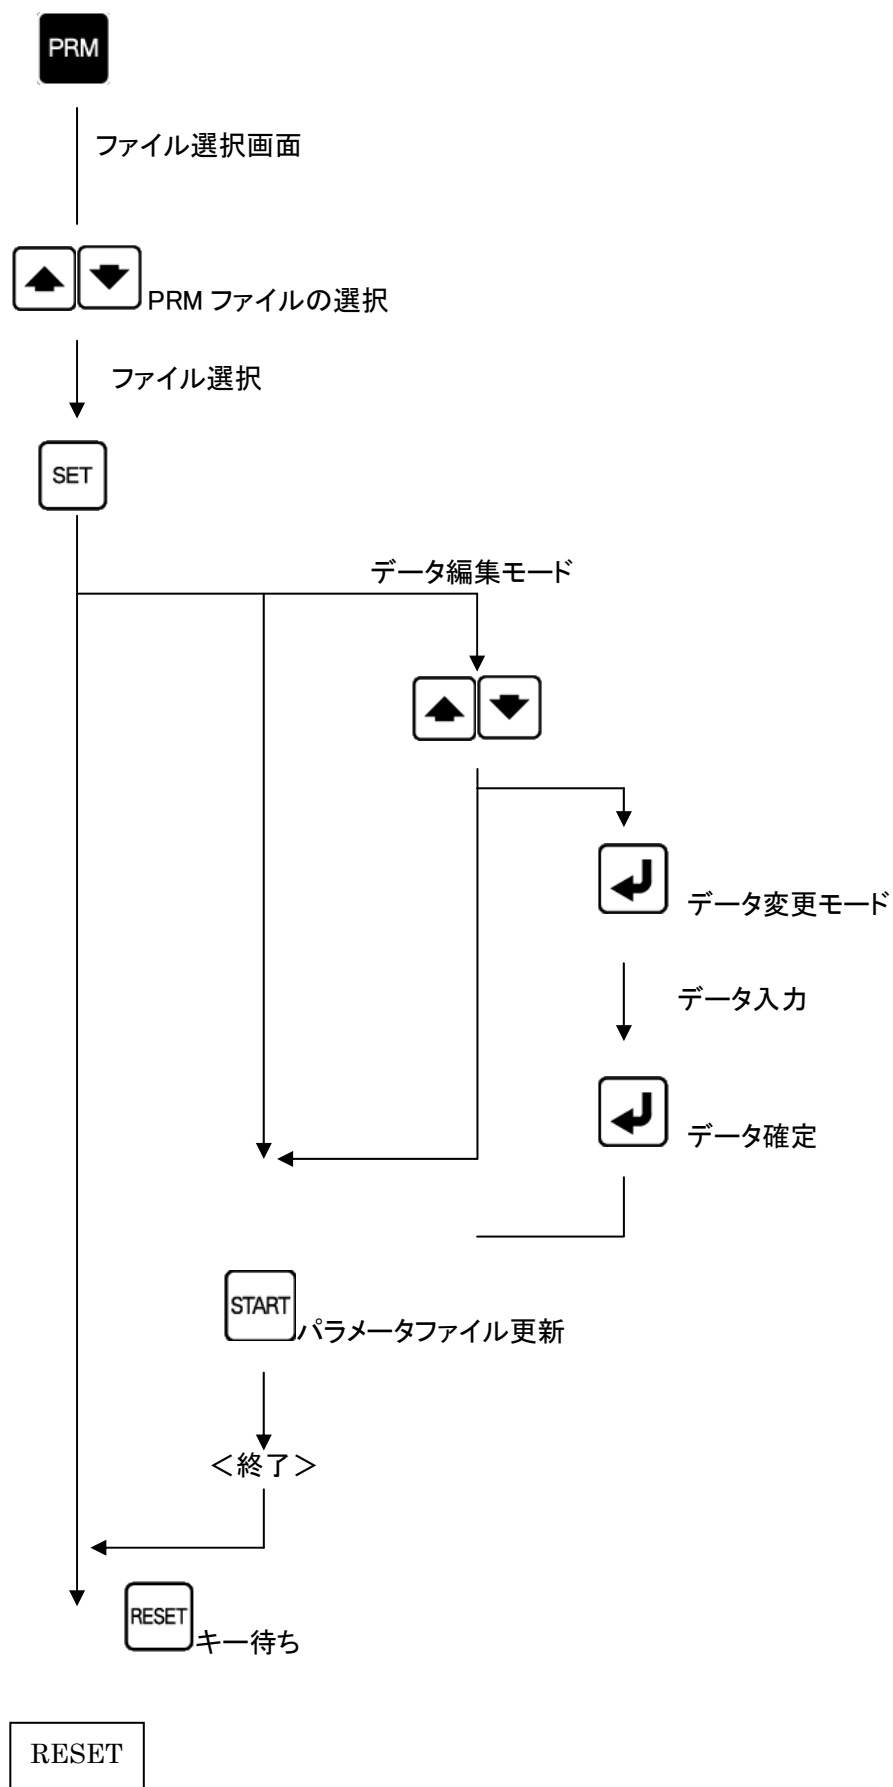 PRM
ファイル選択画面
PRM ファイルの選択
ファイル選択
SET
データ編集モード
データ変更モード
データ入力
データ確定
START
パラメータファイル更新
＜終了＞
RESET
キー待ち
RESET